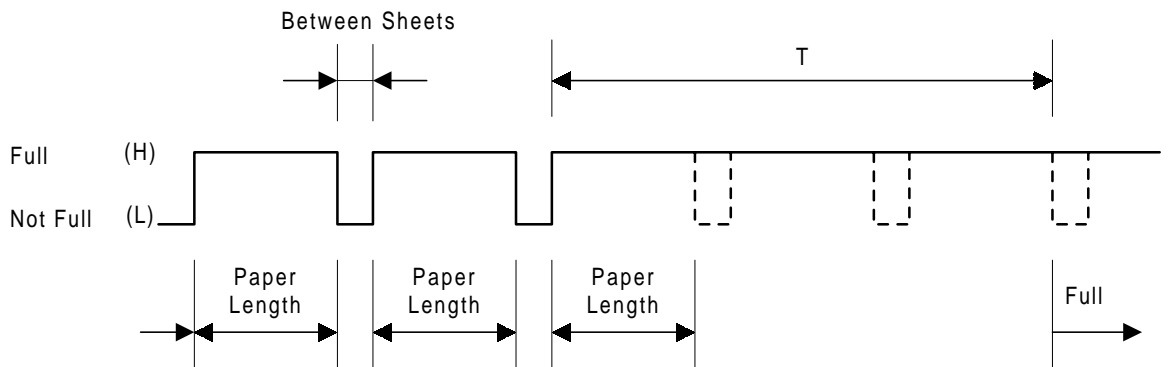 Between Sheets
T
Full (H)
Not Full (L)
Paper Length
Paper Length
Paper Length
Full